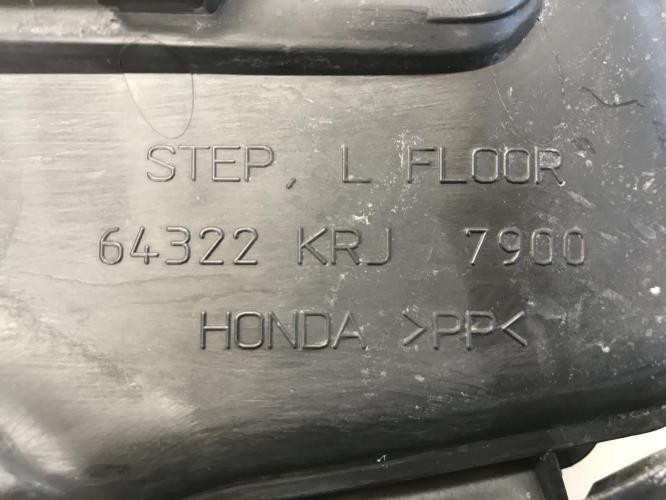 STEP, L FLOOR
64322 KRJ 7900
HONDA >PP<